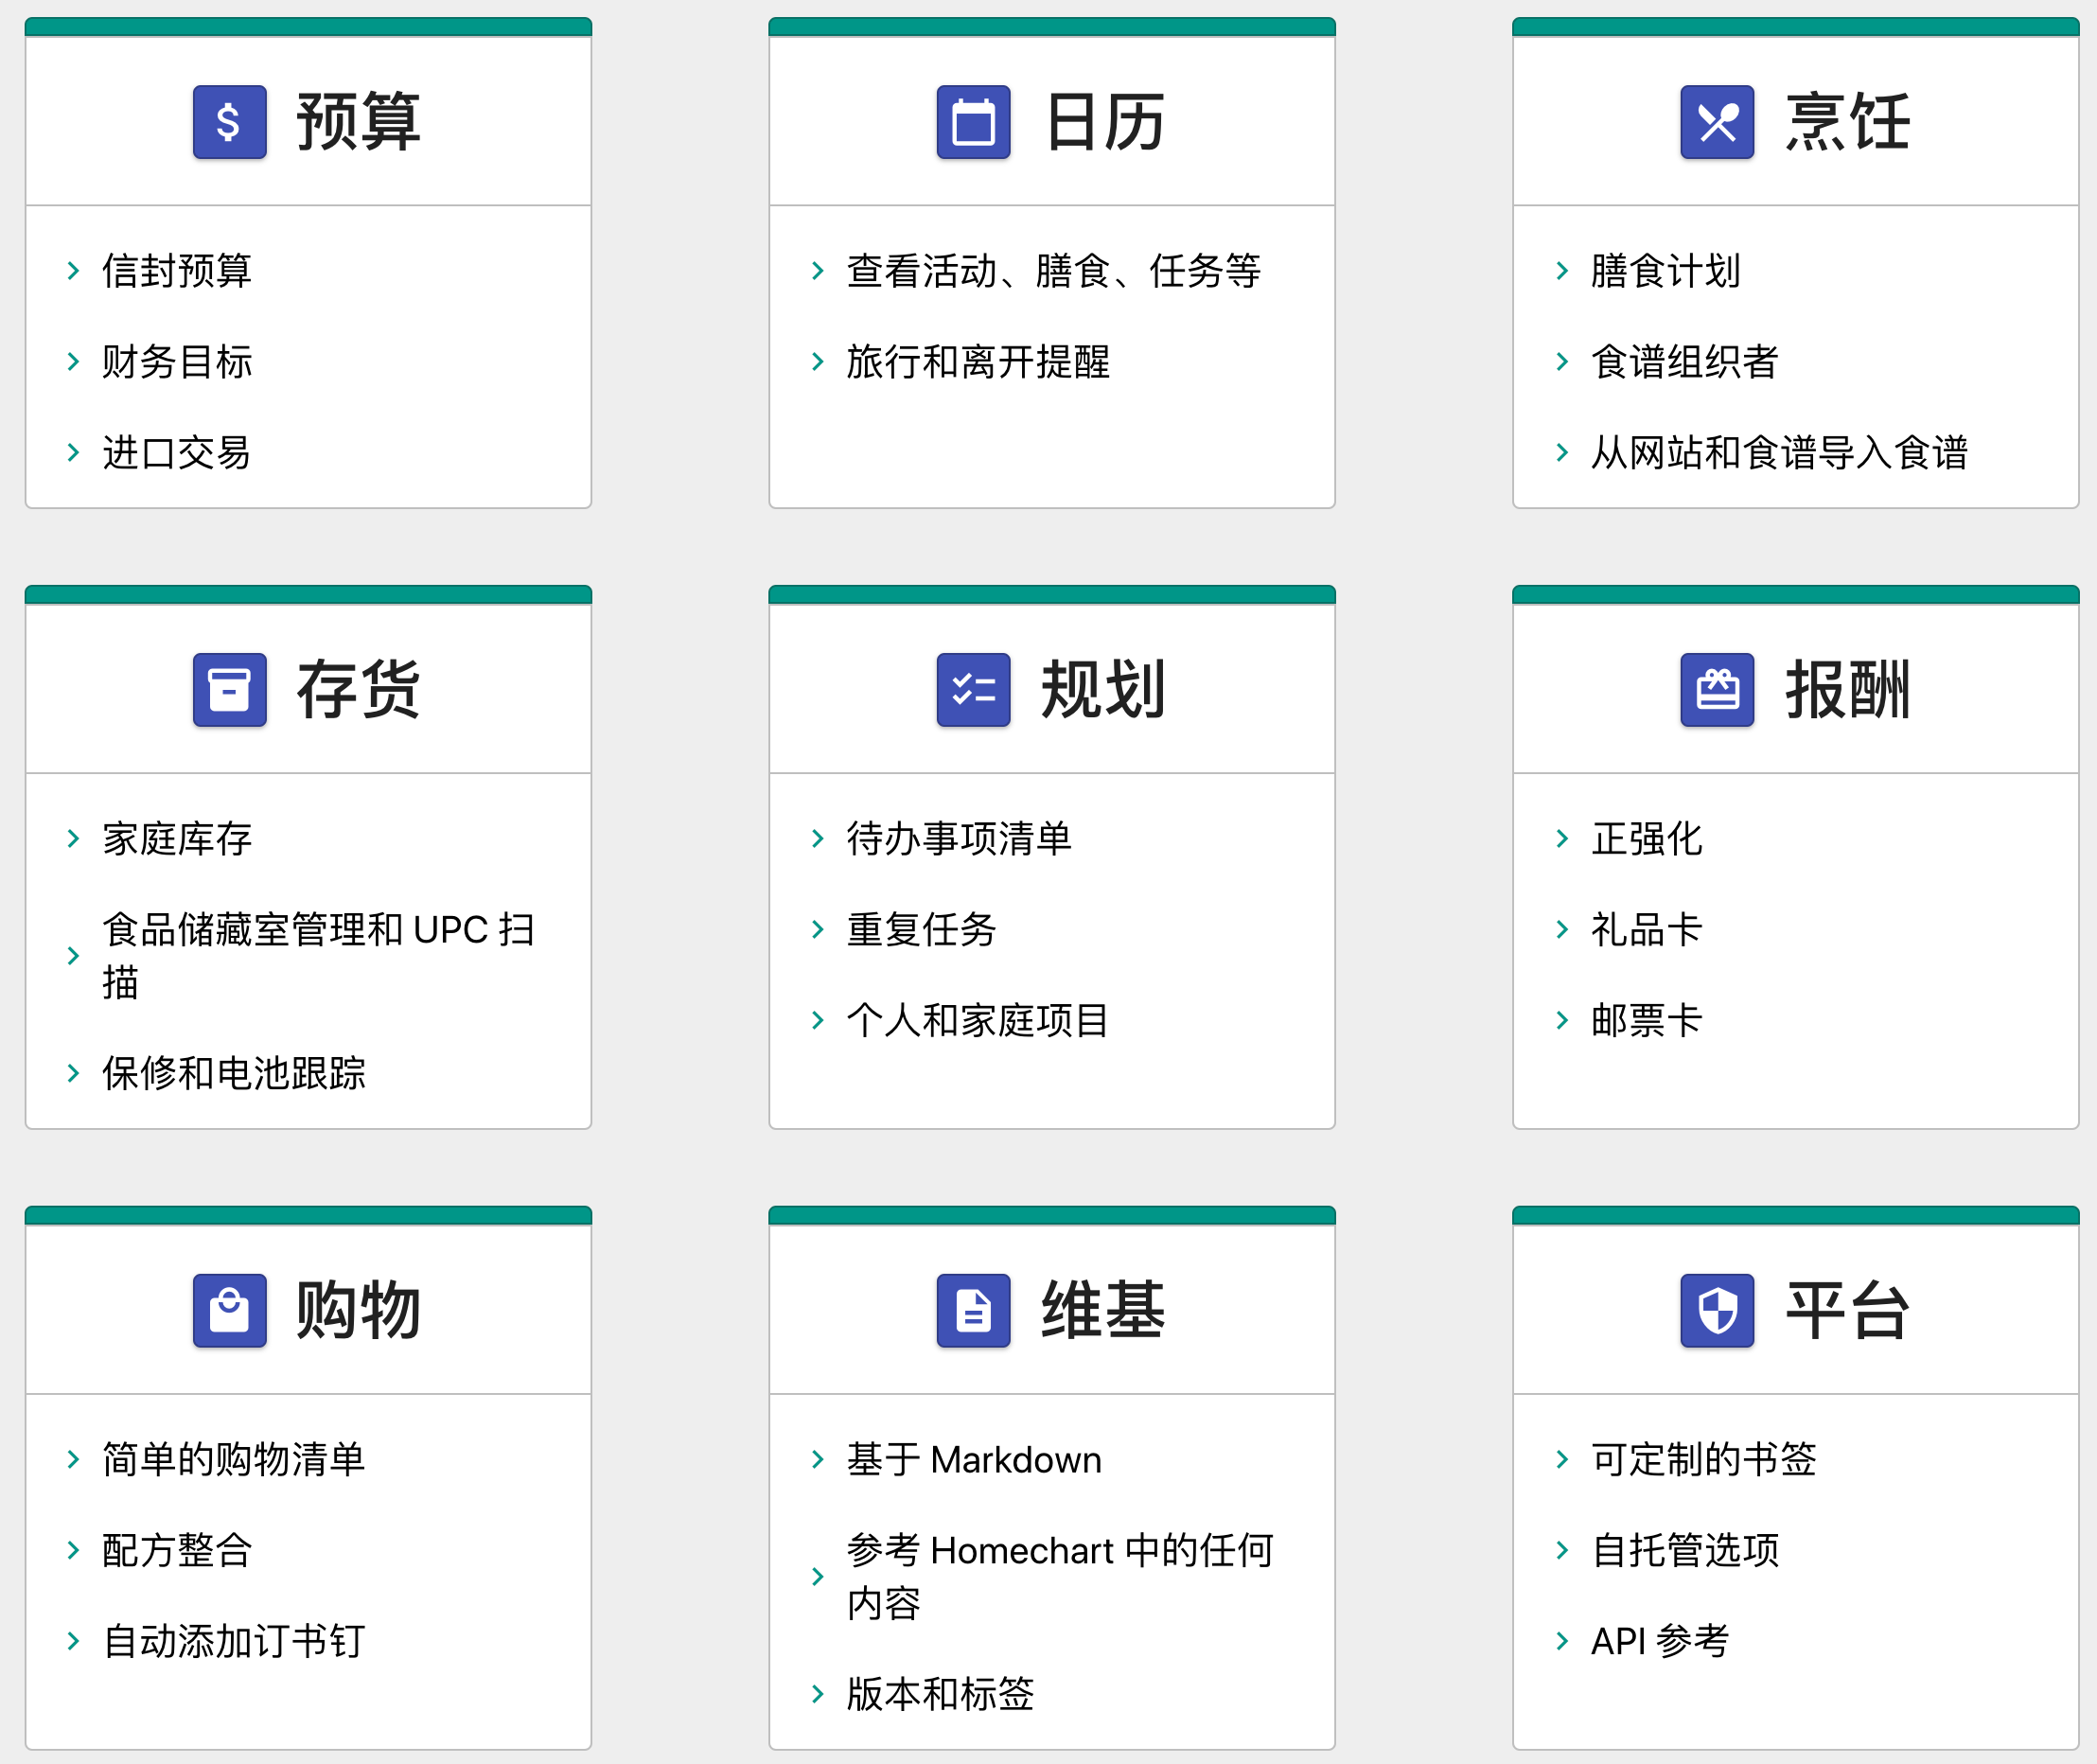 预算
信封预算
财务目标
进口交易
日历
查看活动、膳食、任务等
旅行和离开提醒
烹饪
膳食计划
食谱组织者
从网站和食谱导入食谱
存货
家庭库存
食品储藏室管理和 UPC 扫
描
保修和电池跟踪
规划
待办事项清单
重复任务
个人和家庭项目
报酬
正强化
礼品卡
邮票卡
购物
简单的购物清单
配方整合
自动添加订书钉
维基
基于 Markdown
参考 Homechart 中的任何
内容
版本和标签
平台
可定制的书签
自托管选项
API 参考